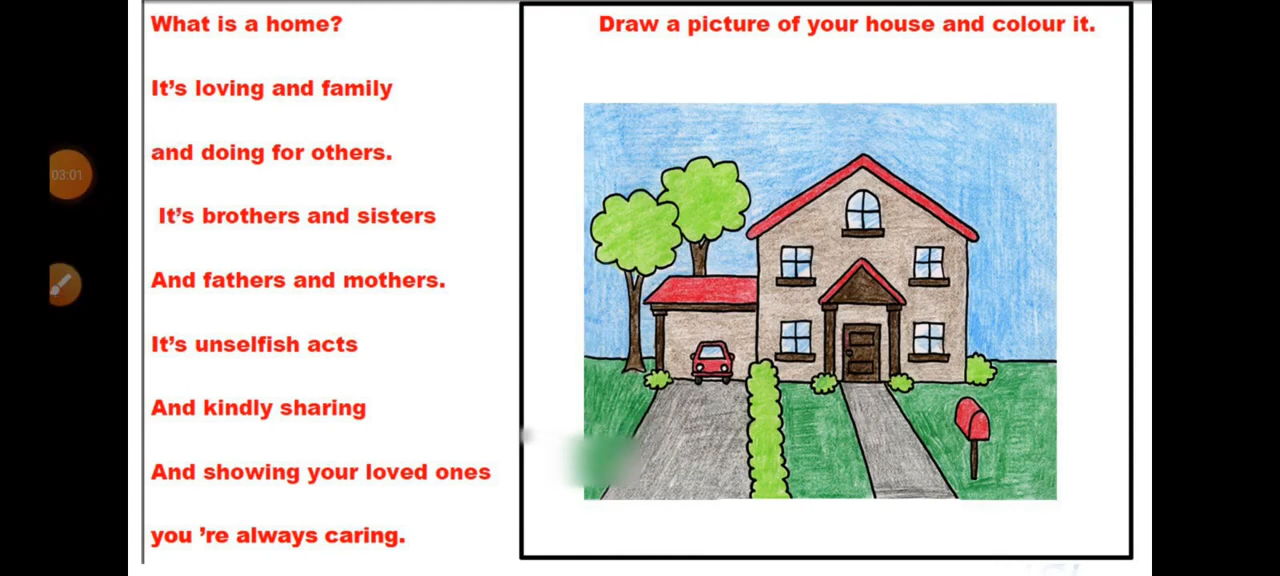 What is a home?
It's loving and family
and doing for others.
It's brothers and sisters
And fathers and mothers.
It's unselfish acts
And kindly sharing
And showing your loved ones
you 're always caring.
Draw a picture of your house and colour it.
03:01